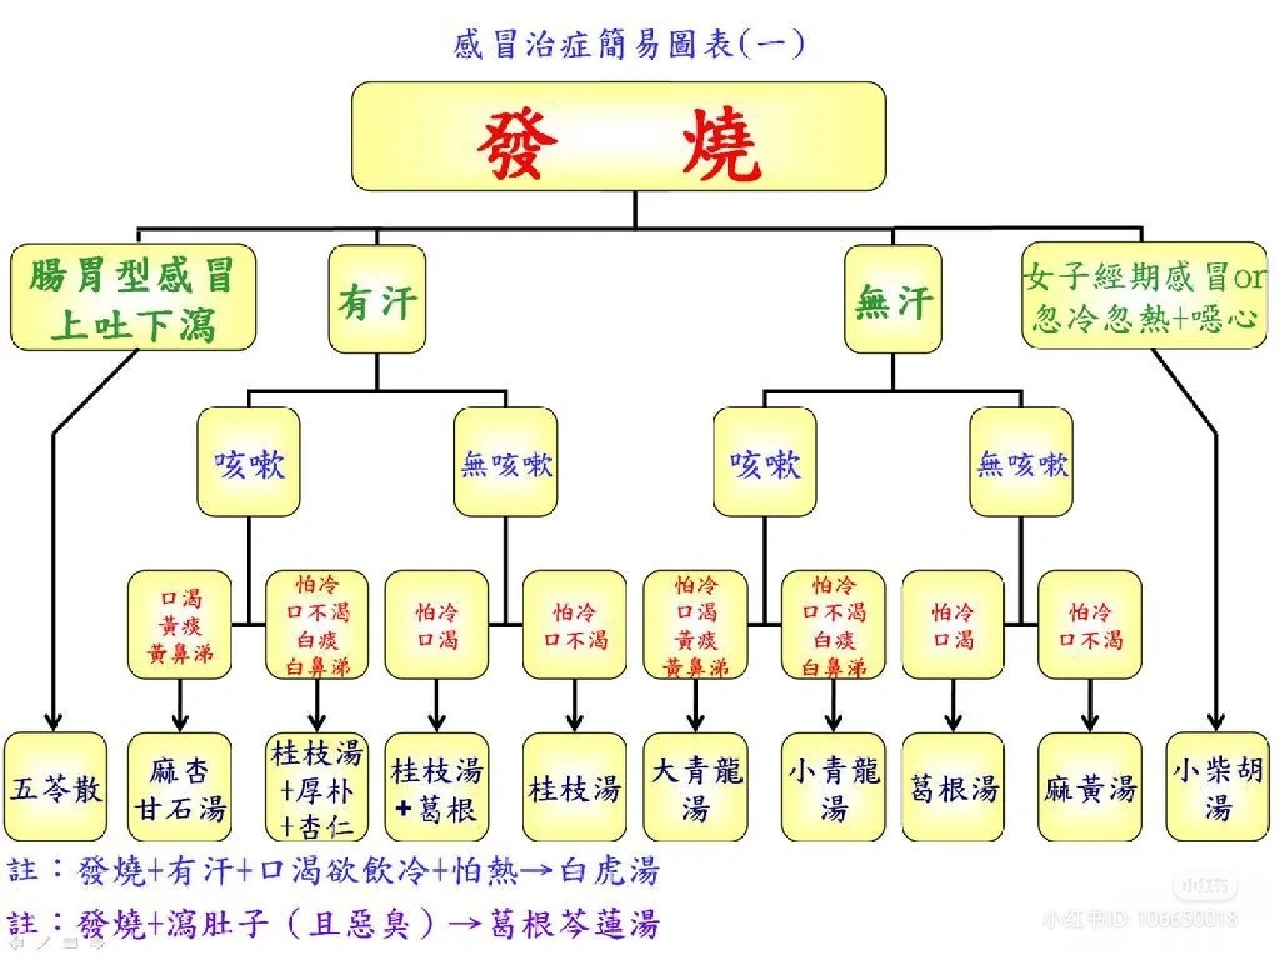 感冒治症簡易圖表(一)
發 燒
腸胃型感冒
上吐下瀉
有汗
無汗
女子經期感冒or
忽冷忽熱+噁心
咳嗽
無咳嗽
咳嗽
無咳嗽
口渴
黃痰
黃鼻涕
怕冷
口不渴
白痰
白鼻涕
怕冷
口渴
怕冷
口不渴
怕冷
口渴
黃痰
黃鼻涕
怕冷
口不渴
白痰
白鼻涕
怕冷
口渴
怕冷
口不渴
五苓散
麻杏
甘石湯
桂枝湯
+厚朴
+杏仁
桂枝湯
+葛根
桂枝湯
大青龍
湯
小青龍
湯
葛根湯
麻黃湯
小柴胡
湯
註：發燒+有汗+口渴欲飲冷+怕熱→白虎湯
註：發燒+瀉肚子（且惡臭）→葛根芩蓮湯
小红书
小红书ID: 106650018